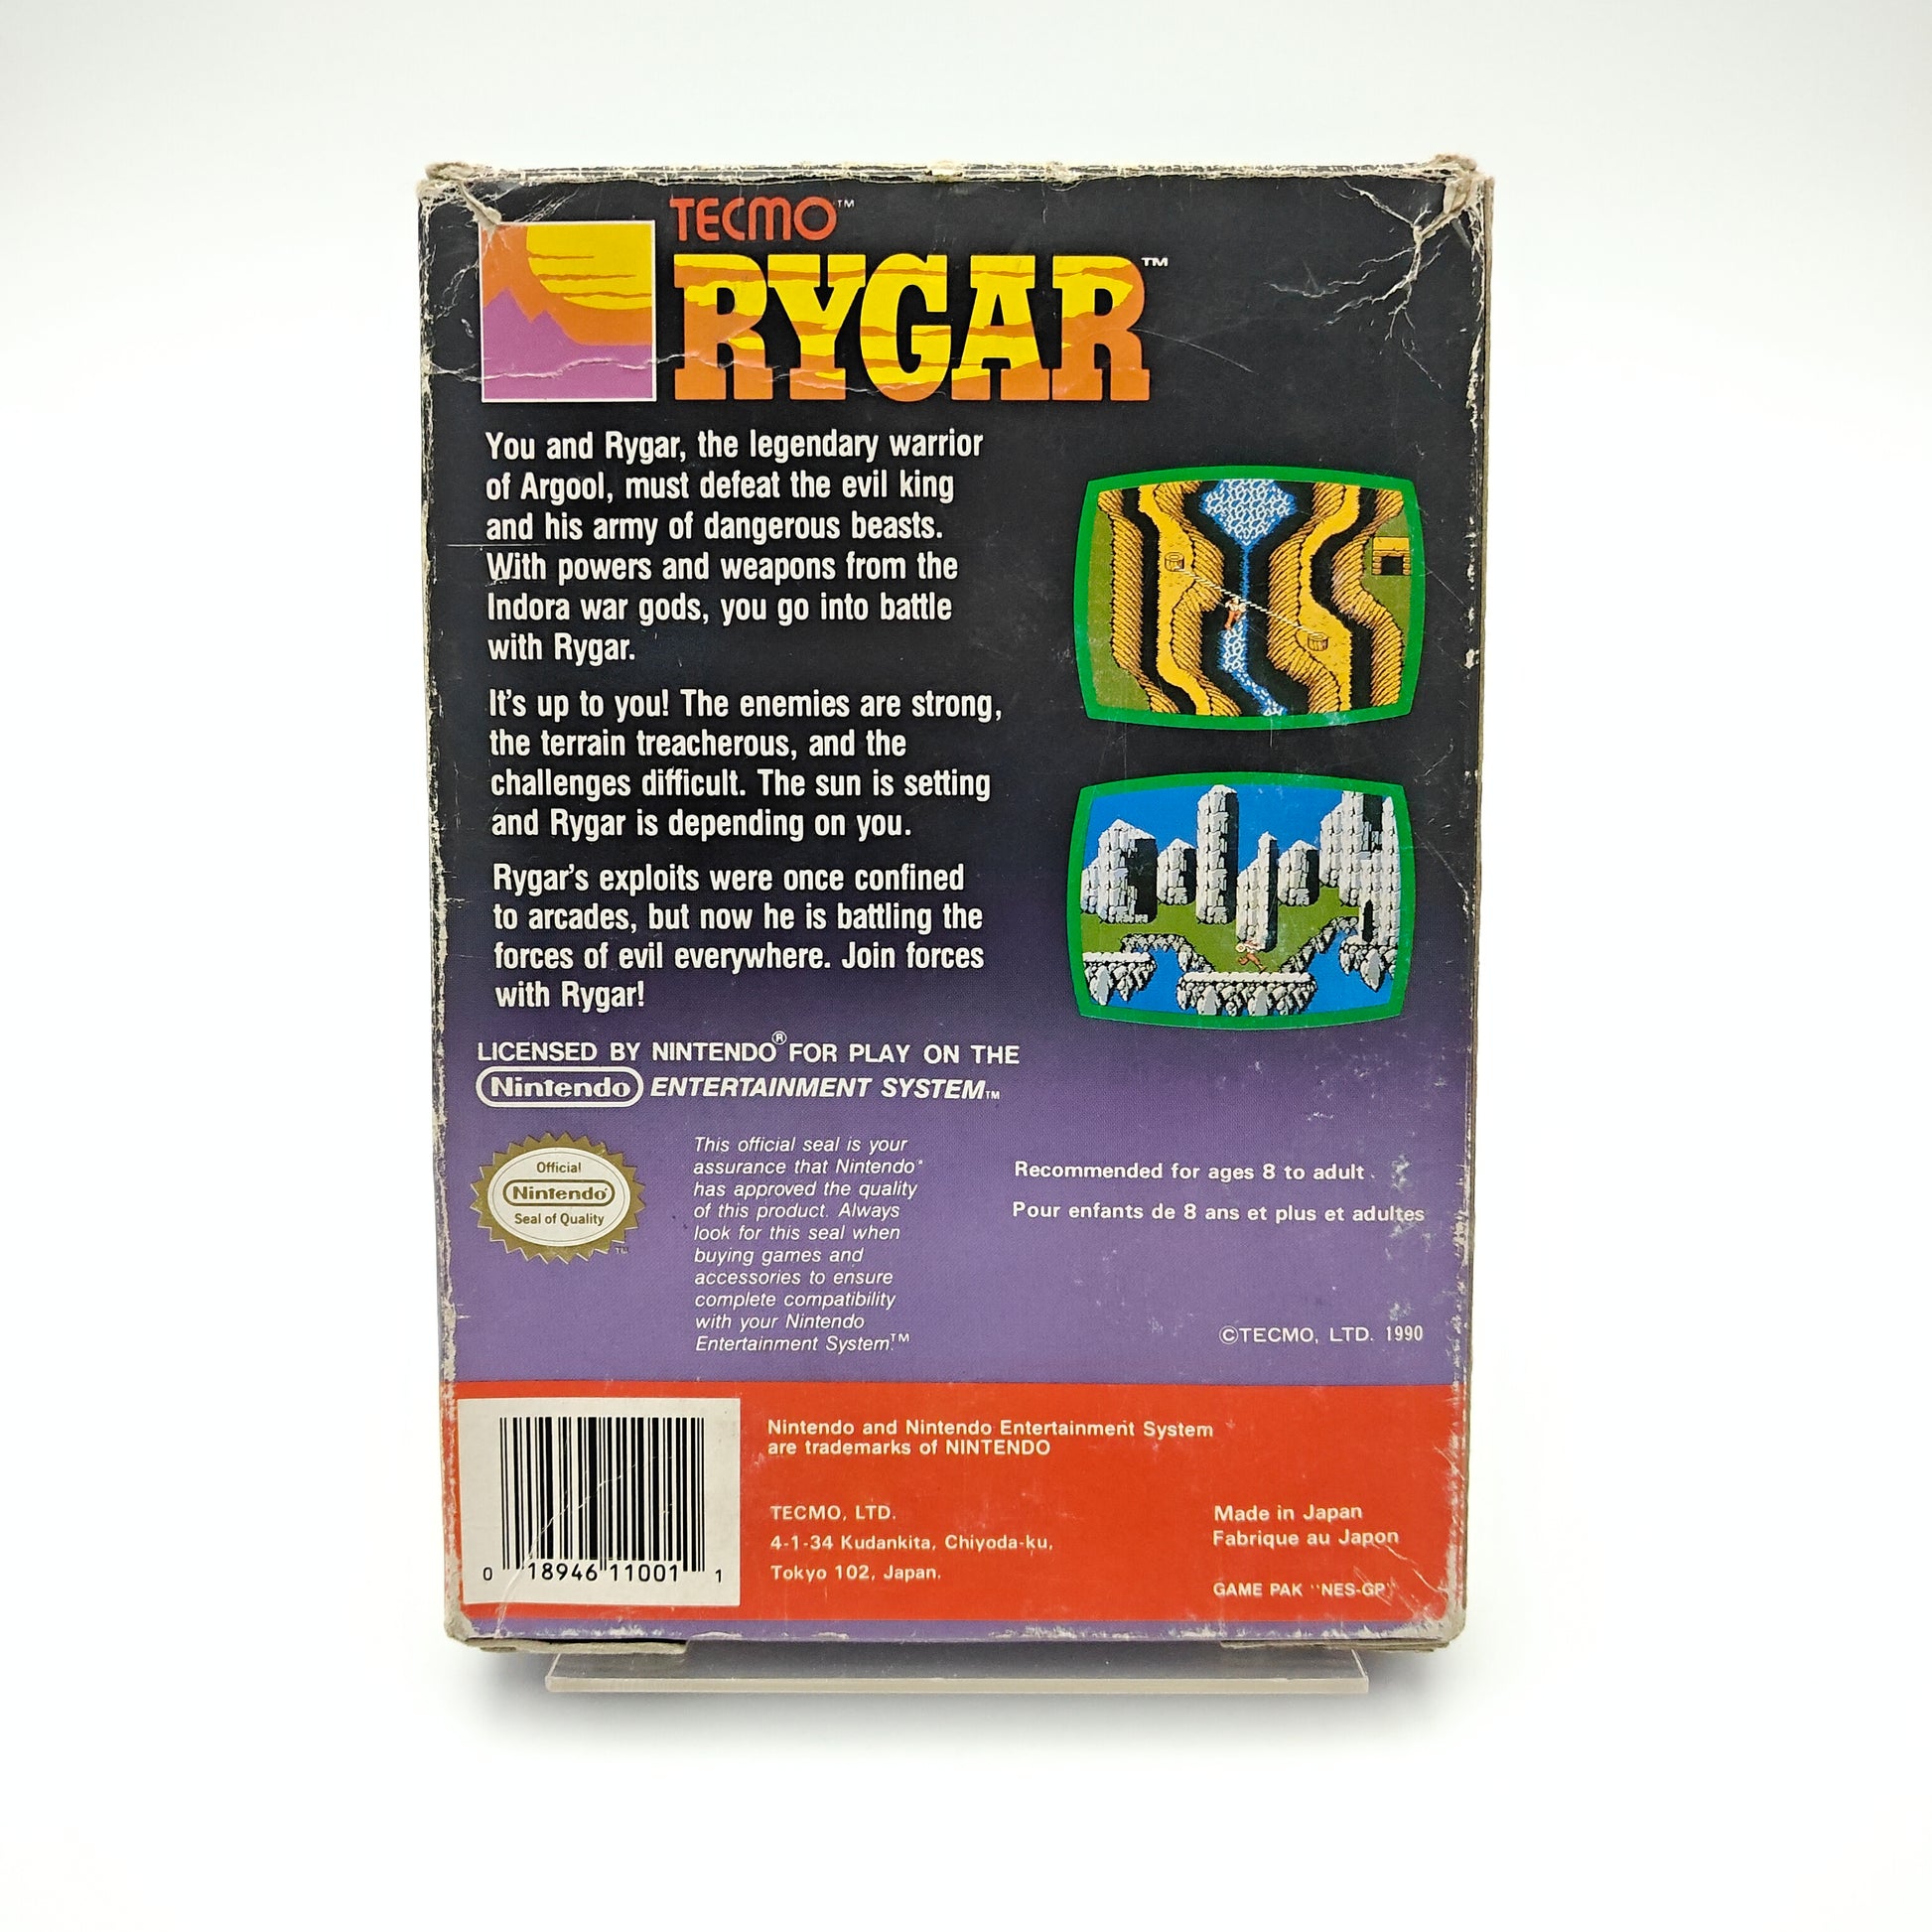 TECMO™
RYGAR™
You and Rygar, the legendary warrior
of Argool, must defeat the evil king
and his army of dangerous beasts.
With powers and weapons from the
Indora war gods, you go into battle
with Rygar.
It's up to you! The enemies are strong,
the terrain treacherous, and the
challenges difficult. The sun is setting
and Rygar is depending on you.
Rygar's exploits were once confined
to arcades, but now he is battling the
forces of evil everywhere. Join forces
with Rygar!
LICENSED BY NINTENDO® FOR PLAY ON THE
Nintendo ENTERTAINMENT SYSTEM™
Official
Nintendo®
Seal of Quality
TM
This official seal is your
assurance that Nintendo®
has approved the quality
of this product. Always
look for this seal when
buying games and
accessories to ensure
complete compatibility
with your Nintendo
Entertainment System.™
Recommended for ages 8 to adult.
Pour enfants de 8 ans et plus et adultes
©TECMO, LTD. 1990
0 18946 11001 1
Nintendo and Nintendo Entertainment System
are trademarks of NINTENDO
TECMO, LTD.
4-1-34 Kudankita, Chiyoda-ku,
Tokyo 102, Japan.
Made in Japan
Fabrique au Japon
GAME PAK "NES-GP"